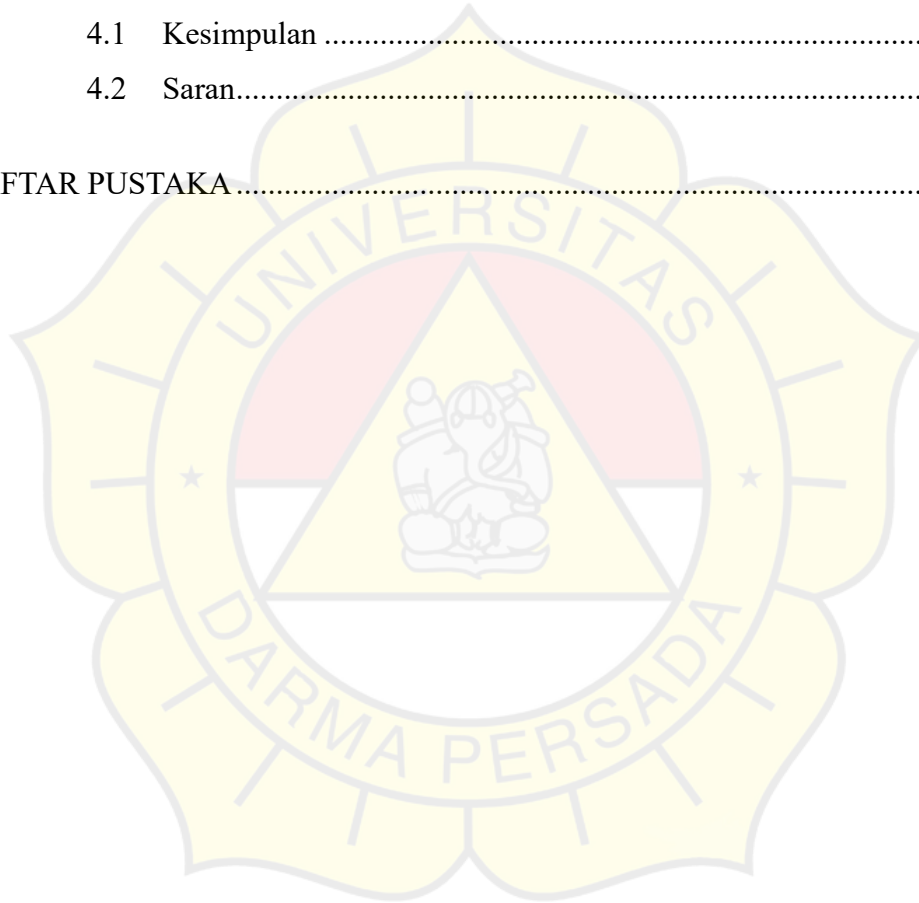 4.1 Kesimpulan ..........................................................................
4.2 Saran.....................................................................................
FTAR PUSTAKA.....................................................................................
UNIVERSITAS
DARMA PERSADA